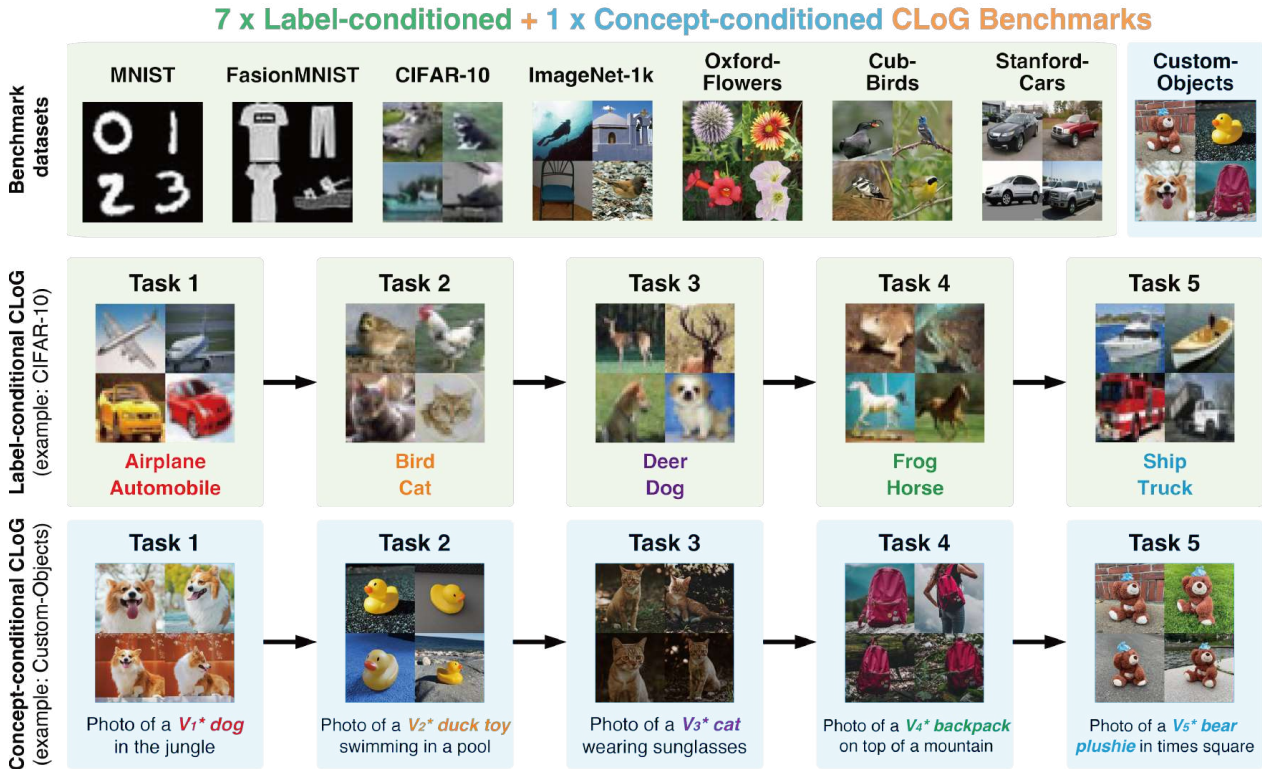 7 x Label-conditioned + 1 x Concept-conditioned CLoG Benchmarks
Benchmark
datasets
MNIST
FasionMNIST
CIFAR-10
ImageNet-1k
Oxford-
Flowers
Cub-
Birds
Stanford-
Cars
Custom-
Objects
0 1
2 3
Label-conditional CLoG
(example: CIFAR-10)
Task 1
Airplane
Automobile
Task 2
Bird
Cat
Task 3
Deer
Dog
Task 4
Frog
Horse
Task 5
Ship
Truck
Concept-conditional CLoG
(example: Custom-Objects)
Task 1
Photo of a V1* dog
in the jungle
Task 2
Photo of a V2* duck toy
swimming in a pool
Task 3
Photo of a V3* cat
wearing sunglasses
Task 4
Photo of a V4* backpack
on top of a mountain
Task 5
Photo of a V5* bear
plushie in times square